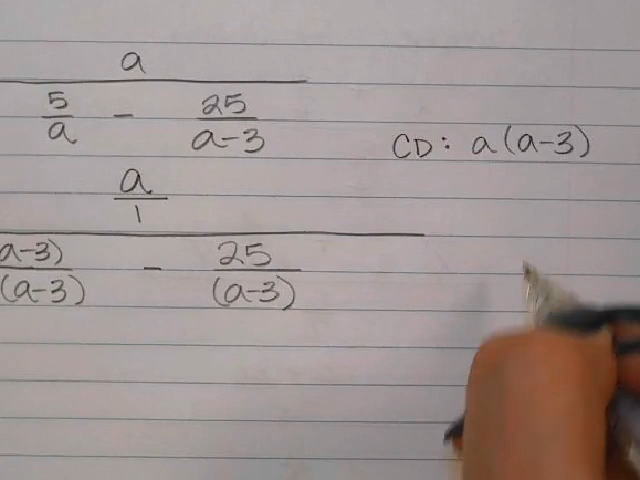 a
5/a - 25/a-3
CD: a(a-3)
a/1
a-3)/(a-3) - 25/(a-3)